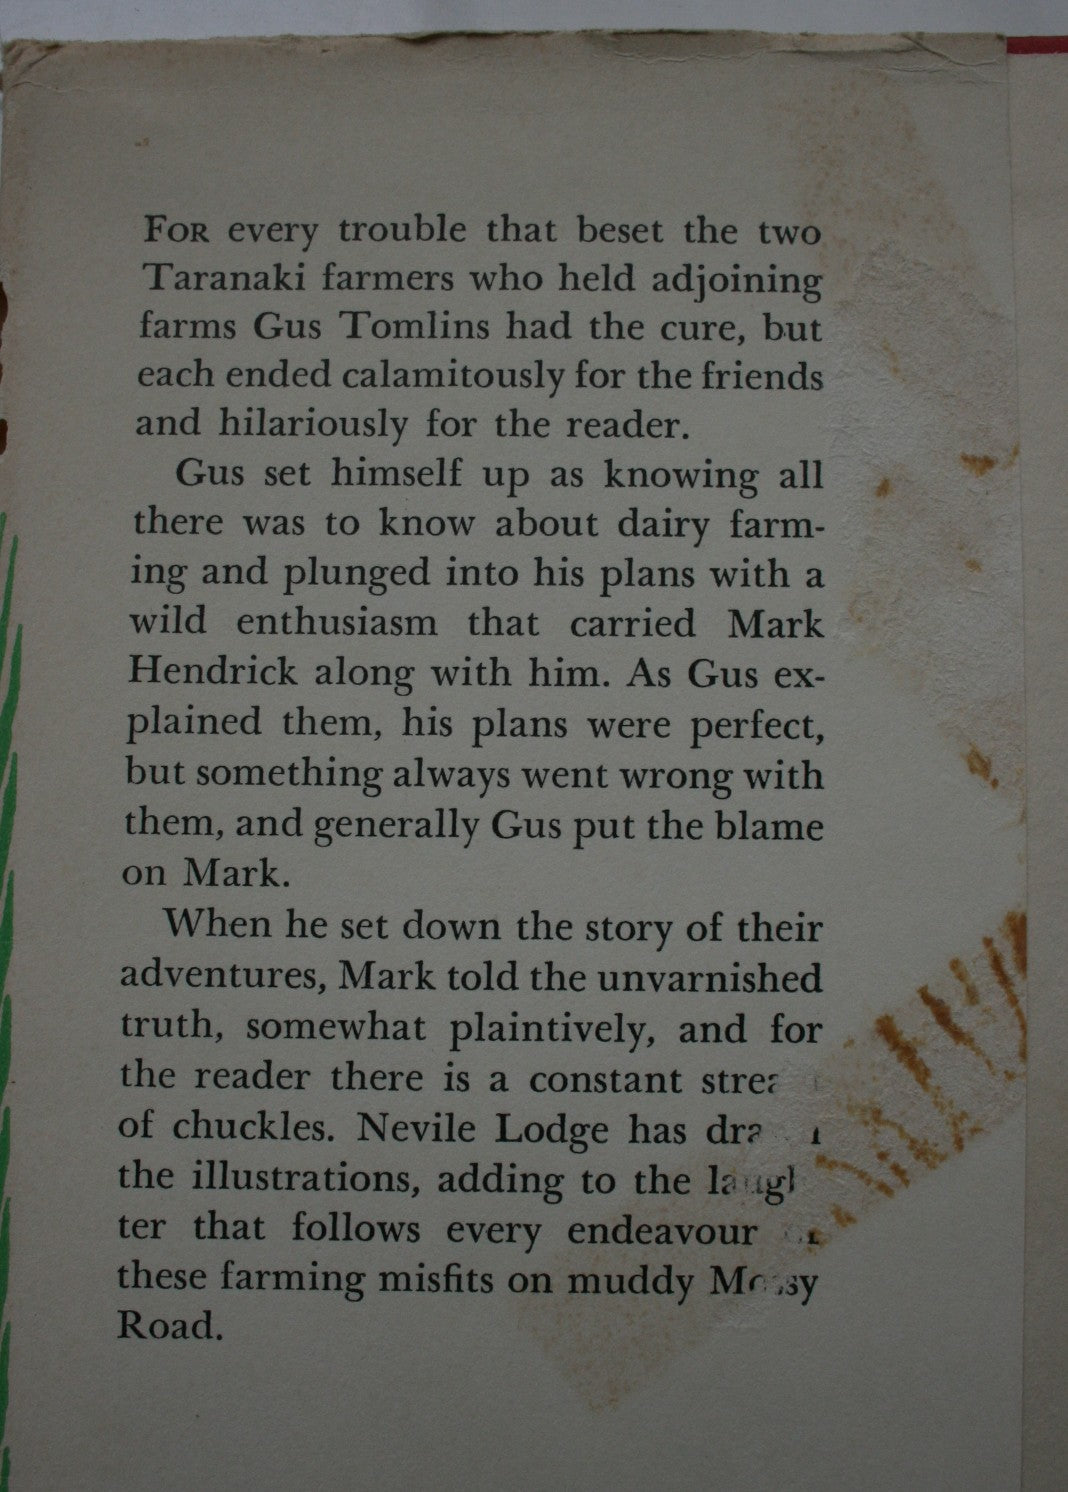 FOR every trouble that beset the two
Taranaki farmers who held adjoining
farms Gus Tomlins had the cure, but
each ended calamitously for the friends
and hilariously for the reader.
Gus set himself up as knowing all
there was to know about dairy farm-
ing and plunged into his plans with a
wild enthusiasm that carried Mark
Hendrick along with him. As Gus ex-
plained them, his plans were perfect,
but something always went wrong with
them, and generally Gus put the blame
on Mark.
When he set down the story of their
adventures, Mark told the unvarnished
truth, somewhat plaintively, and for
the reader there is a constant
of chuckles. Nevile Lodge has
the illustrations, adding to the laugh
ter that follows every endeavour
these farming misfits on muddy
Road.